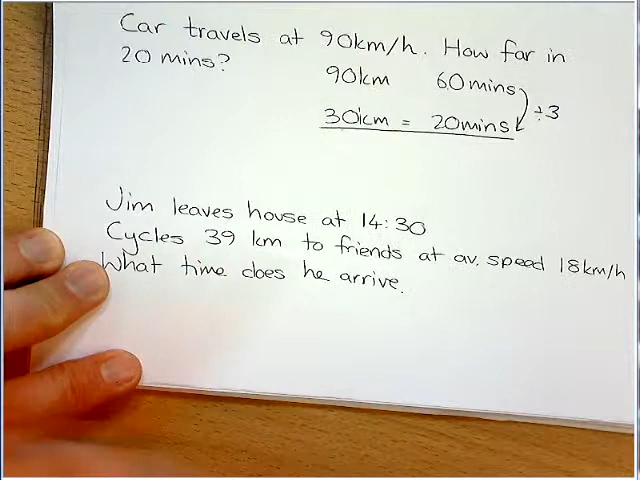 Car travels at 90km/h. How far in
20 mins?
90km 60mins
÷3
30km = 20mins
Jim leaves house at 14:30
Cycles 39 km to friends at av. speed 18km/h
What time does he arrive.